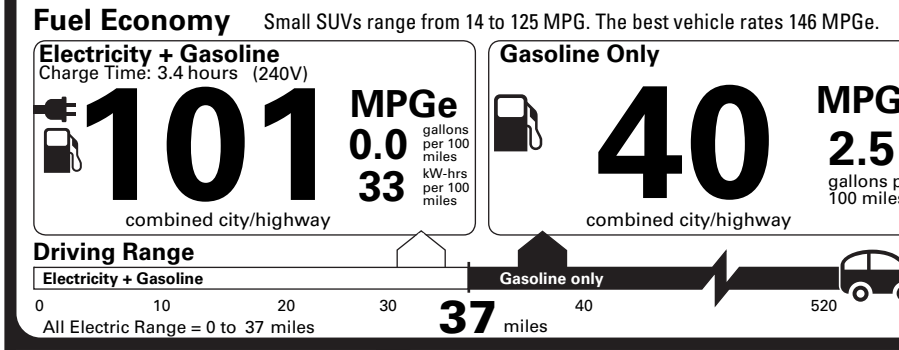 Fuel Economy Small SUVs range from 14 to 125 MPG. The best vehicle rates 146 MPGe.
Electricity + Gasoline
Charge Time: 3.4 hours (240V)
101
MPGe
0.0 gallons per 100 miles
33 kW-hrs per 100 miles
combined city/highway
Gasoline Only
40
MPG
2.5
gallons p
100 miles
combined city/highway
Driving Range
Electricity + Gasoline Gasoline only
0 10 20 30 37 miles 40 520
All Electric Range = 0 to 37 miles